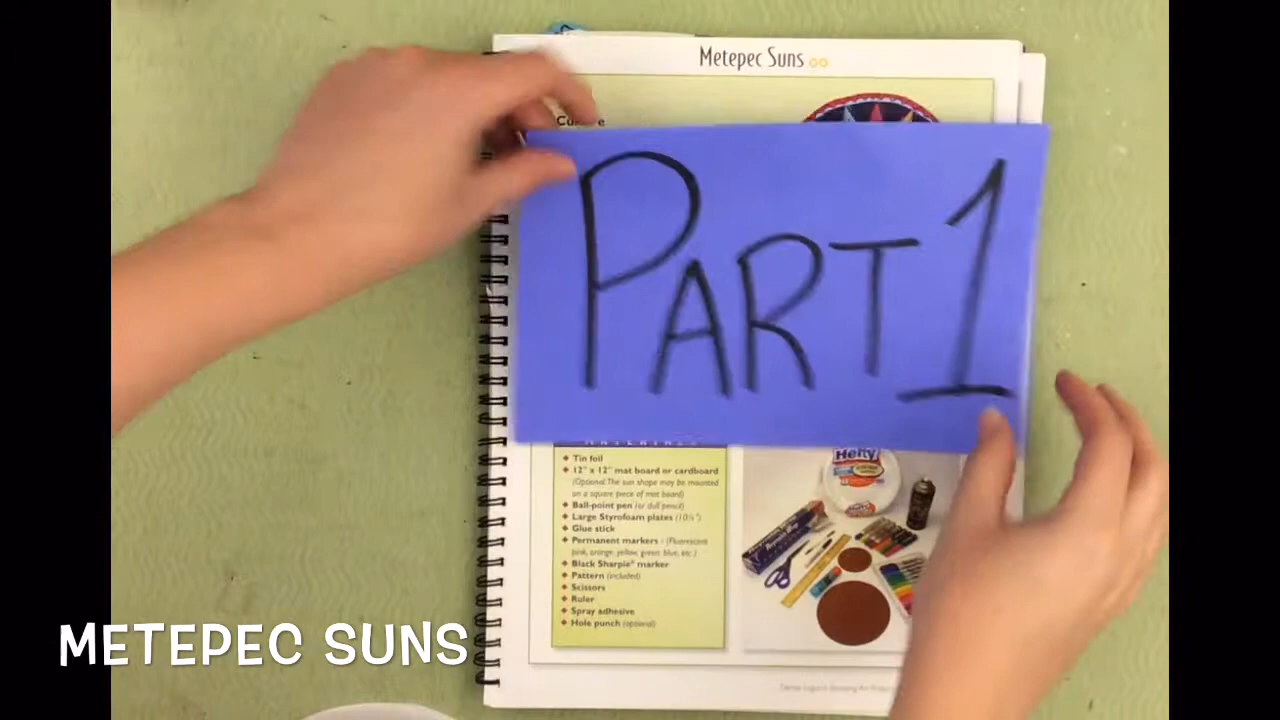 Metepec Suns GO
PART 1
Tin foil
12" x 12" mat board or cardboard
(Optional: The sun shape may be mounted
on a square piece of mat board)
Ball-point pen (or dull pencil)
Large Styrofoam plates (10½")
Glue stick
Permanent markers - (Fluorescent
pink, orange, yellow, green, blue, etc.)
Black Sharpie® marker
Pattern (included)
Scissors
Ruler
Spray adhesive
Hole punch (optional)
Hefty
METEPEC SUNS